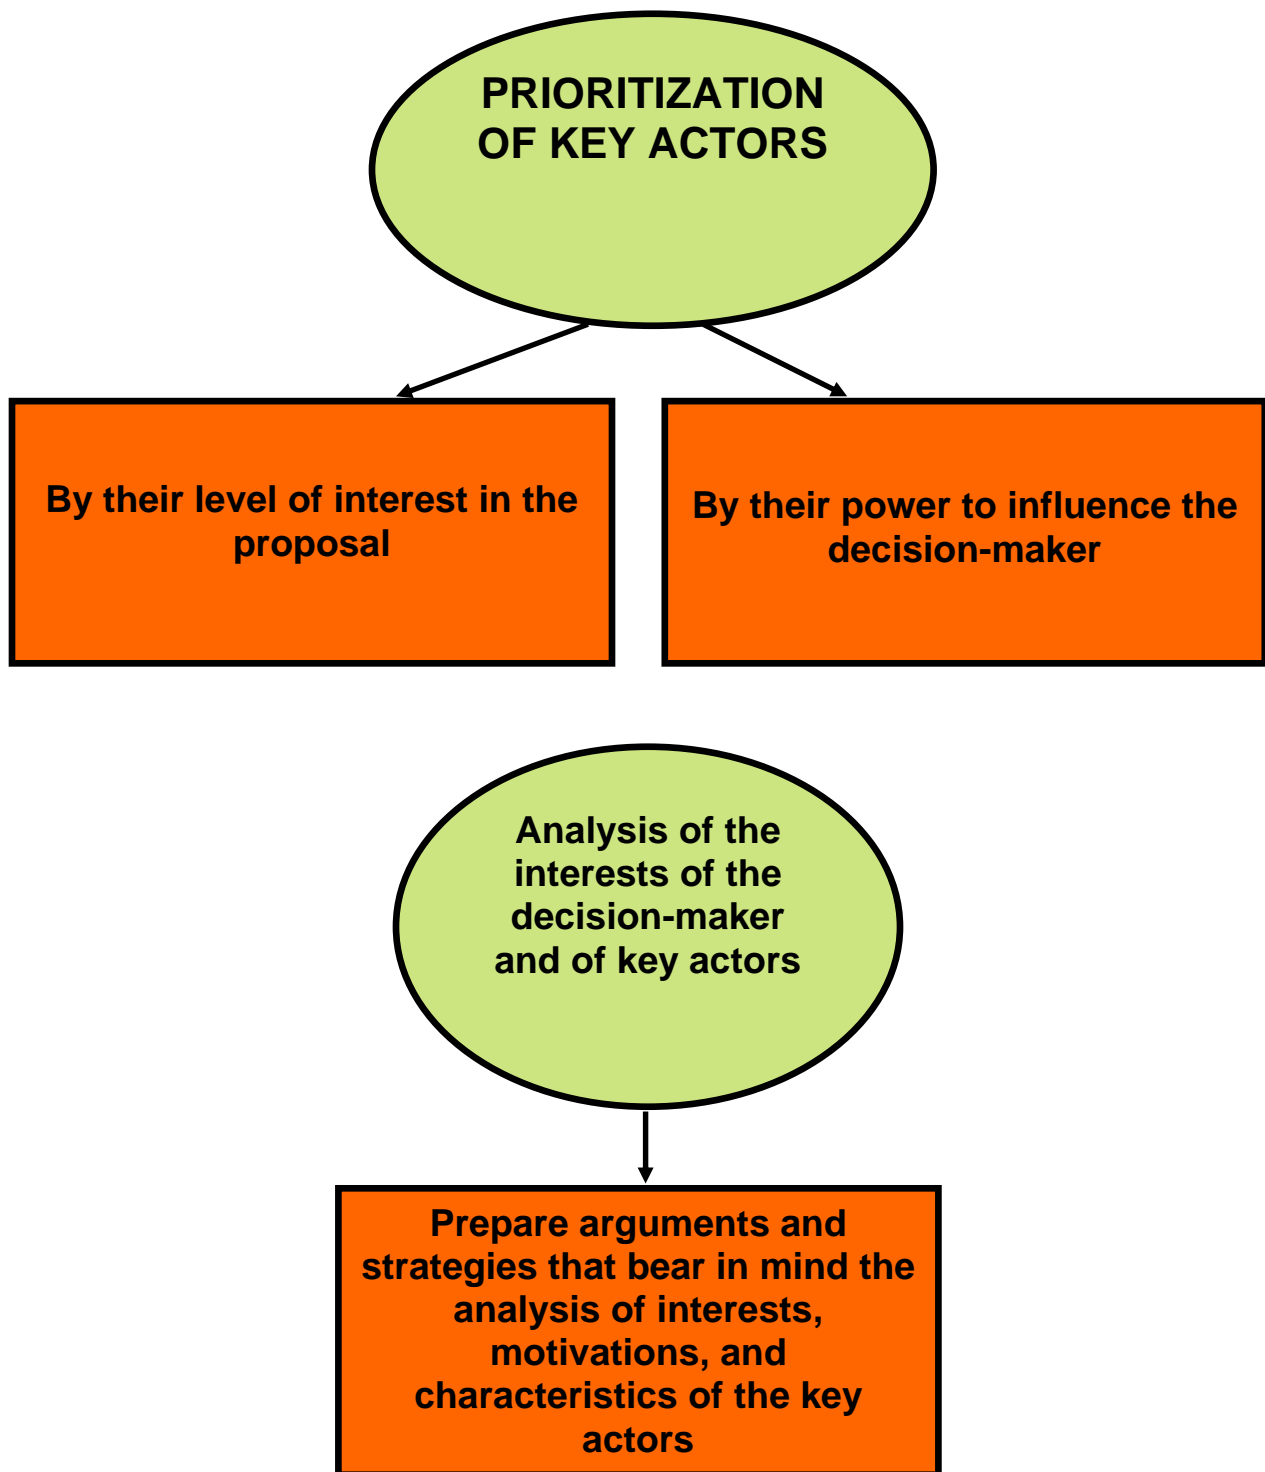 PRIORITIZATION
OF KEY ACTORS
By their level of interest in the
proposal
By their power to influence the
decision-maker
Analysis of the
interests of the
decision-maker
and of key actors
Prepare arguments and
strategies that bear in mind the
analysis of interests,
motivations, and
characteristics of the key
actors